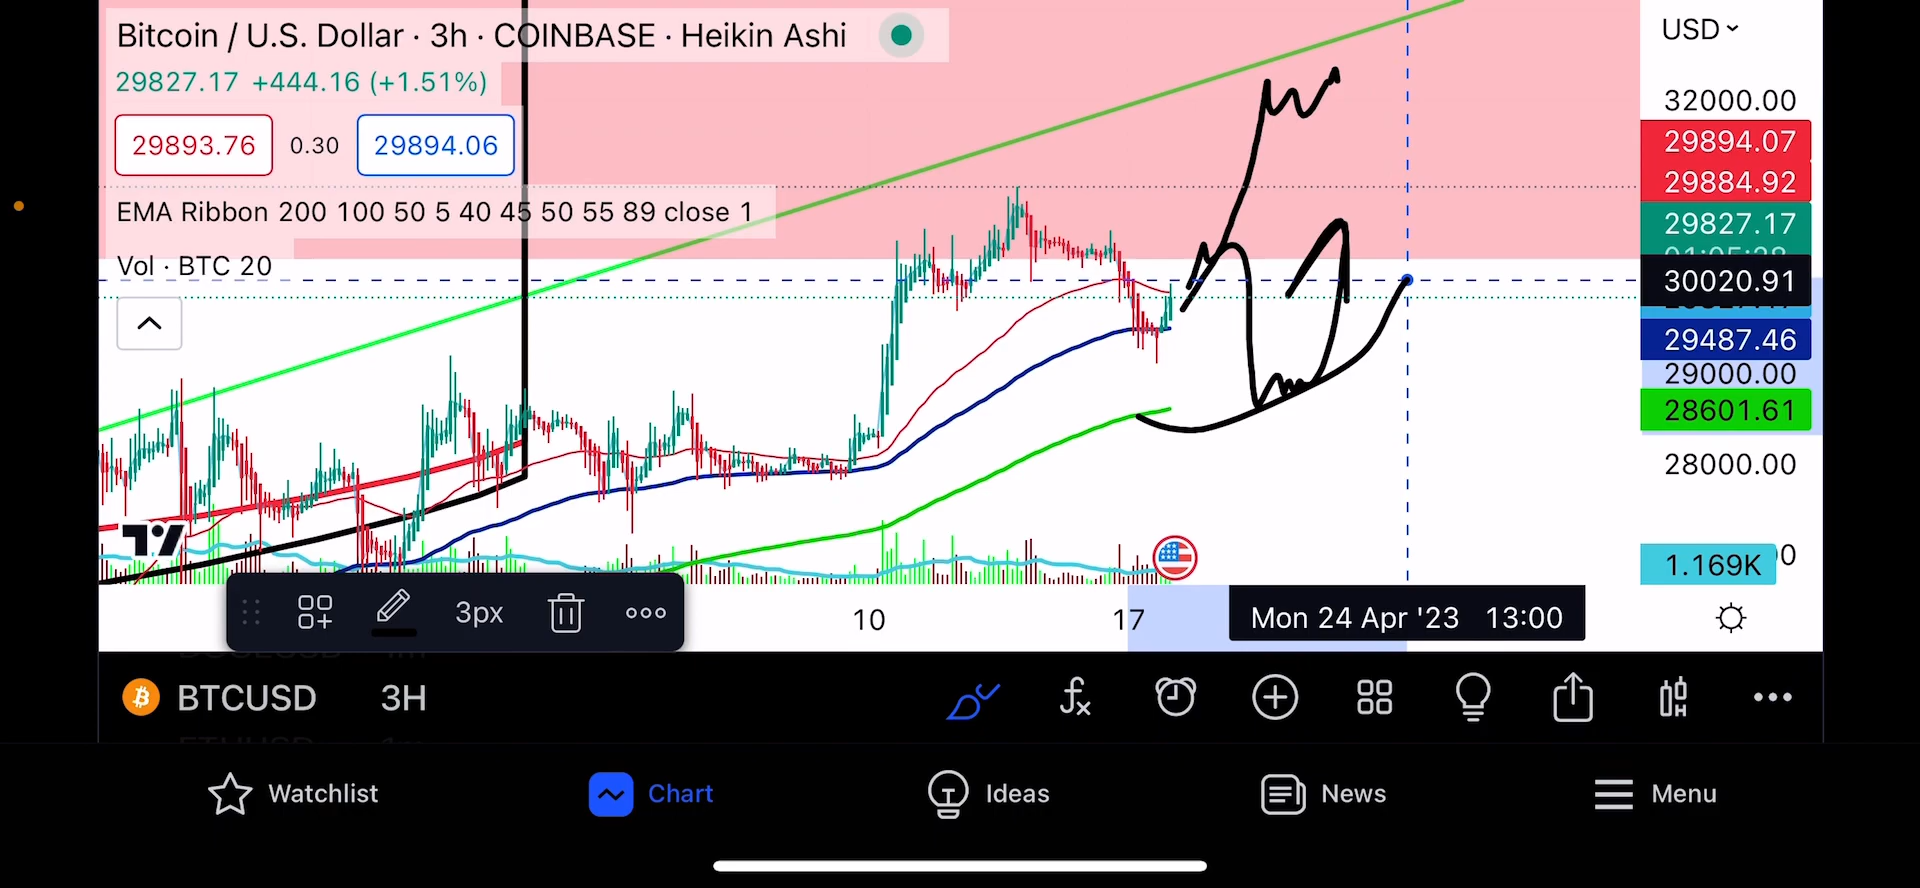 Bitcoin / U.S. Dollar · 3h · COINBASE · Heikin Ashi
29827.17 +444.16 (+1.51%)
29893.76 0.30 29894.06
EMA Ribbon 200 100 50 5 40 45 50 55 89 close 1
Vol · BTC 20
USD
32000.00
29894.07
29884.92
29827.17
30020.91
29487.46
29000.00
28601.61
28000.00
1.169K
3px
10
17
Mon 24 Apr '23 13:00
BTCUSD 3H
Watchlist
Chart
Ideas
News
Menu